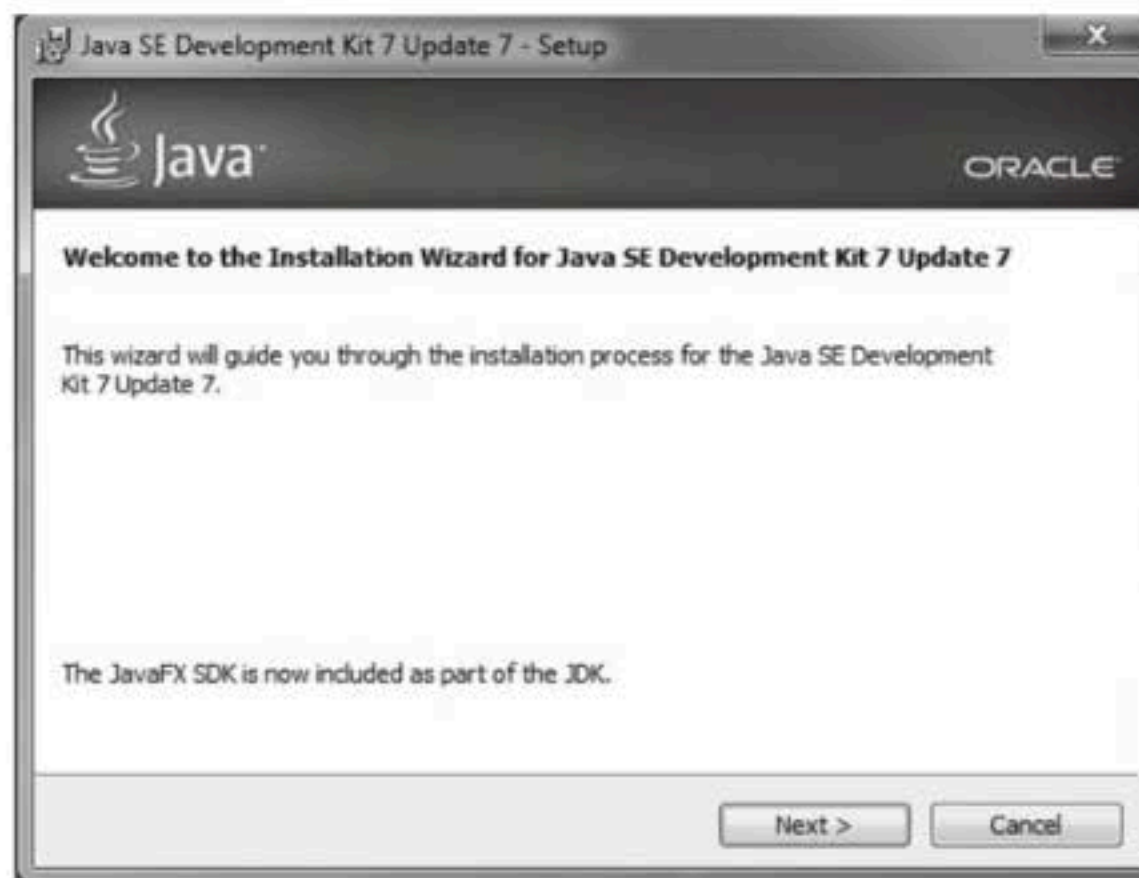 Java SE Development Kit 7 Update 7 - Setup
Java
ORACLE
Welcome to the Installation Wizard for Java SE Development Kit 7 Update 7
This wizard will guide you through the installation process for the Java SE Development
Kit 7 Update 7.
The JavaFX SDK is now included as part of the JDK.
Next >
Cancel